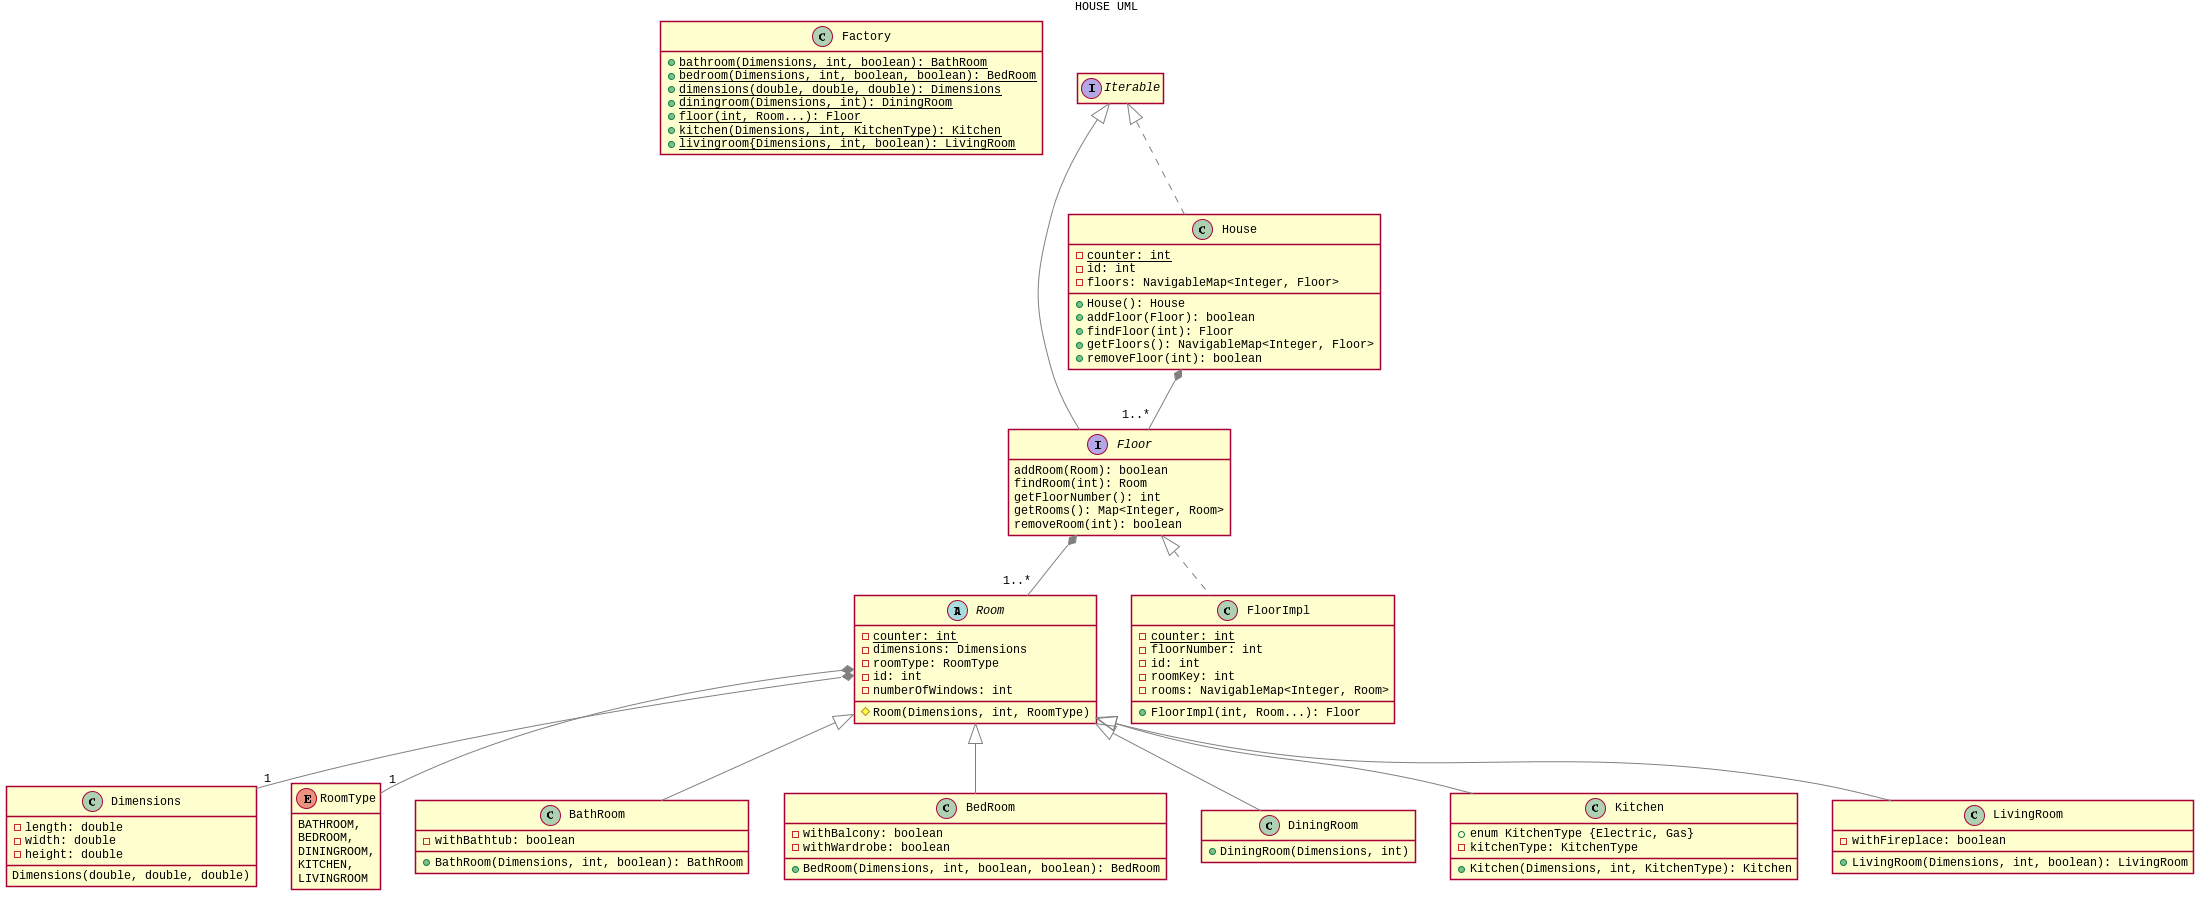 HOUSE UML
C Factory
bathroom(Dimensions, int, boolean): BathRoom
bedroom(Dimensions, int, boolean, boolean): BedRoom
dimensions(double, double, double): Dimensions
diningroom(Dimensions, int): DiningRoom
floor(int, Room...): Floor
kitchen(Dimensions, int, KitchenType): Kitchen
livingroom{Dimensions, int, boolean): LivingRoom
I Iterable
C House
counter: int
id: int
floors: NavigableMap<Integer, Floor>
House(): House
addFloor(Floor): boolean
findFloor(int): Floor
getFloors(): NavigableMap<Integer, Floor>
removeFloor(int): boolean
1..*
I Floor
addRoom(Room): boolean
findRoom(int): Room
getFloorNumber(): int
getRooms(): Map<Integer, Room>
removeRoom(int): boolean
1..*
A Room
counter: int
dimensions: Dimensions
roomType: RoomType
id: int
numberOfWindows: int
Room(Dimensions, int, RoomType)
C FloorImpl
counter: int
floorNumber: int
id: int
roomKey: int
rooms: NavigableMap<Integer, Room>
FloorImpl(int, Room...): Floor
1
1
C Dimensions
length: double
width: double
height: double
Dimensions(double, double, double)
E RoomType
BATHROOM,
BEDROOM,
DININGROOM,
KITCHEN,
LIVINGROOM
C BathRoom
withBathtub: boolean
BathRoom(Dimensions, int, boolean): BathRoom
C BedRoom
withBalcony: boolean
withWardrobe: boolean
BedRoom(Dimensions, int, boolean, boolean): BedRoom
C DiningRoom
DiningRoom(Dimensions, int)
C Kitchen
enum KitchenType {Electric, Gas}
kitchenType: KitchenType
Kitchen(Dimensions, int, KitchenType): Kitchen
C LivingRoom
withFireplace: boolean
LivingRoom(Dimensions, int, boolean): LivingRoom